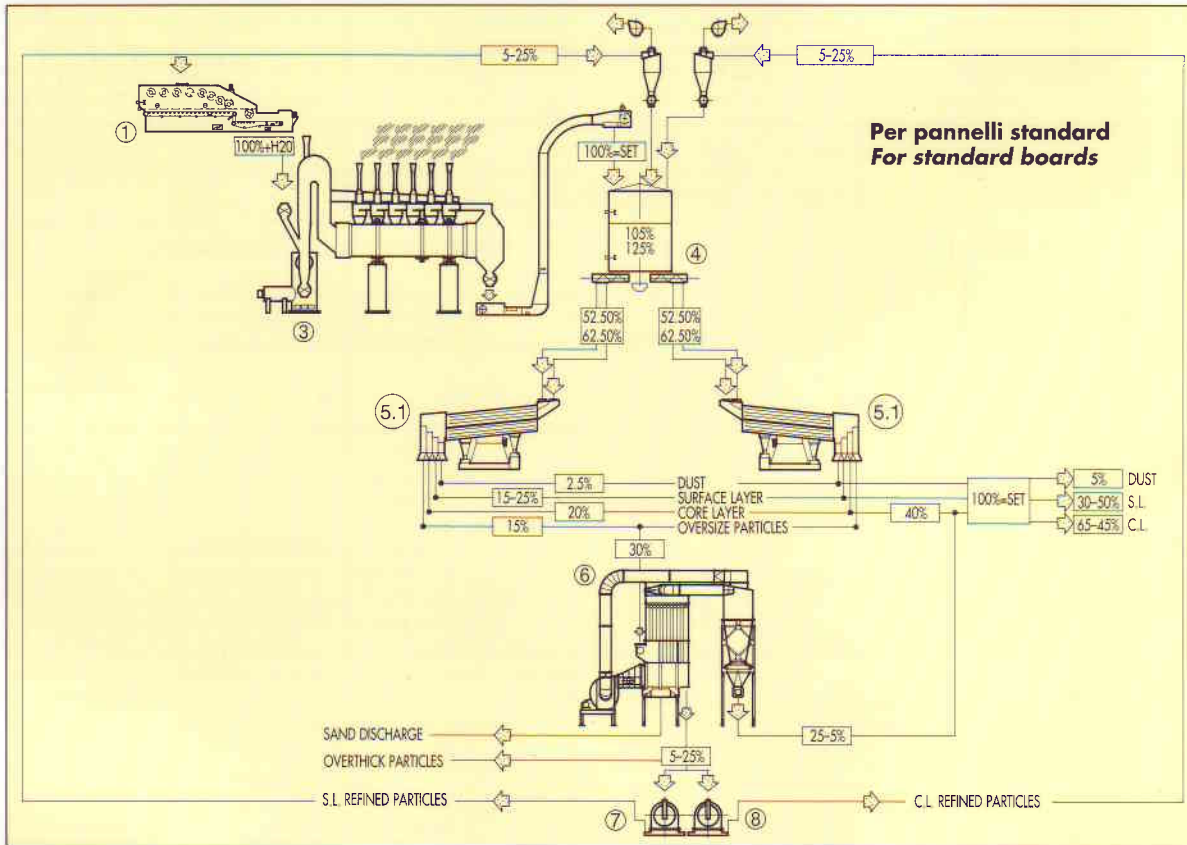 5-25%
5-25%
①
100%+H20
Per pannelli standard
For standard boards
100%=SET
105%
125%
④
③
52.50%
62.50%
52.50%
62.50%
5.1
5.1
2.5%
DUST
5%
DUST
15-25%
SURFACE LAYER
100%=SET
30-50%
S.L.
20%
CORE LAYER
40%
65-45%
C.L.
15%
OVERSIZE PARTICLES
30%
⑥
SAND DISCHARGE
25-5%
OVERTHICK PARTICLES
5-25%
S.L. REFINED PARTICLES
C.L. REFINED PARTICLES
⑦
⑧